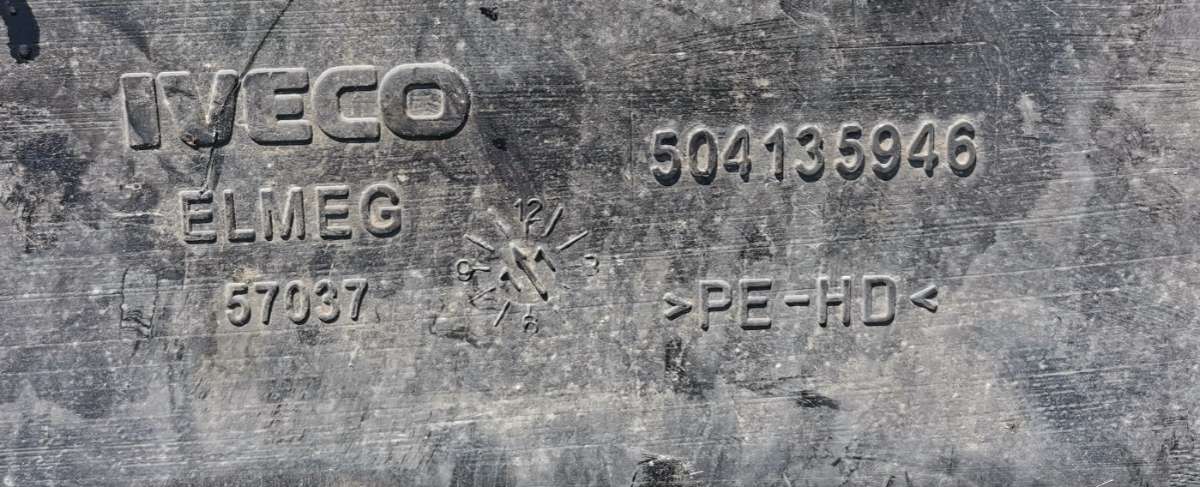 IVECO
504135946
ELMEG
12
9
3
6
57037
>PE-HD<